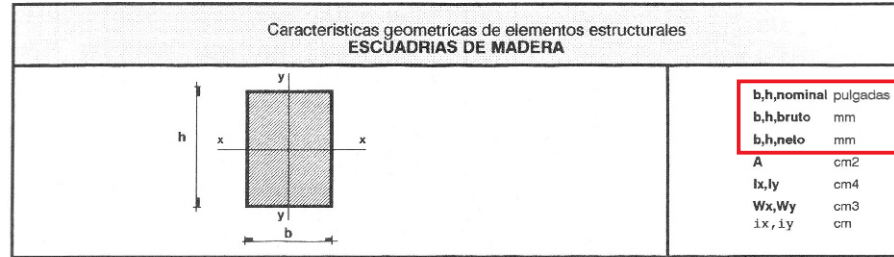 Caracteristicas geometricas de elementos estructurales
ESCUADRIAS DE MADERA
y
h
x x
y
b
b,h,nominal pulgadas
b,h,bruto mm
b,h,neto mm
A cm2
Ix,Iy cm4
Wx,Wy cm3
ix,iy cm